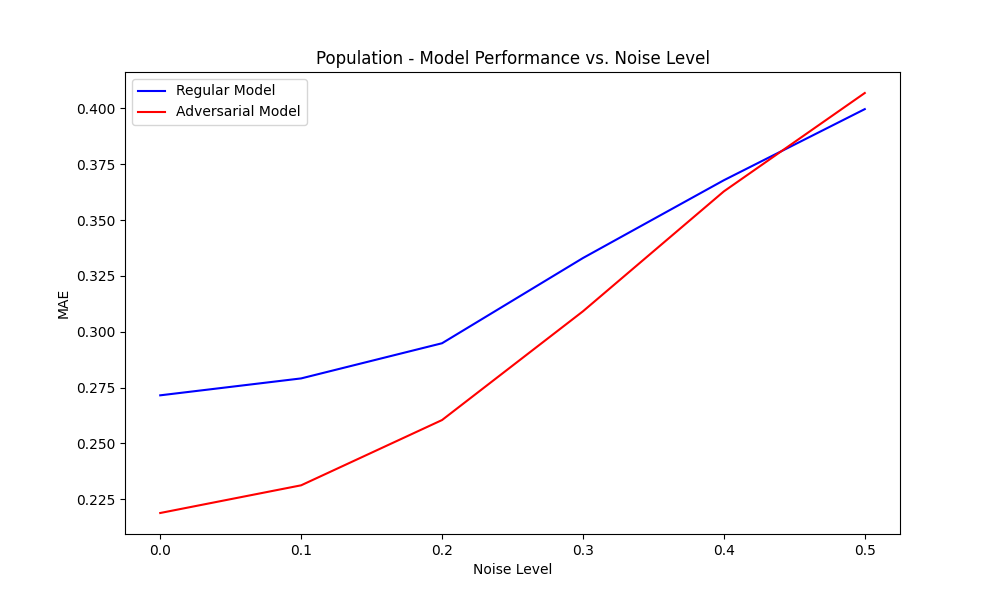 Population - Model Performance vs. Noise Level
Regular Model
Adversarial Model
MAE
0.400
0.375
0.350
0.325
0.300
0.275
0.250
0.225
0.0 0.1 0.2 0.3 0.4 0.5
Noise Level